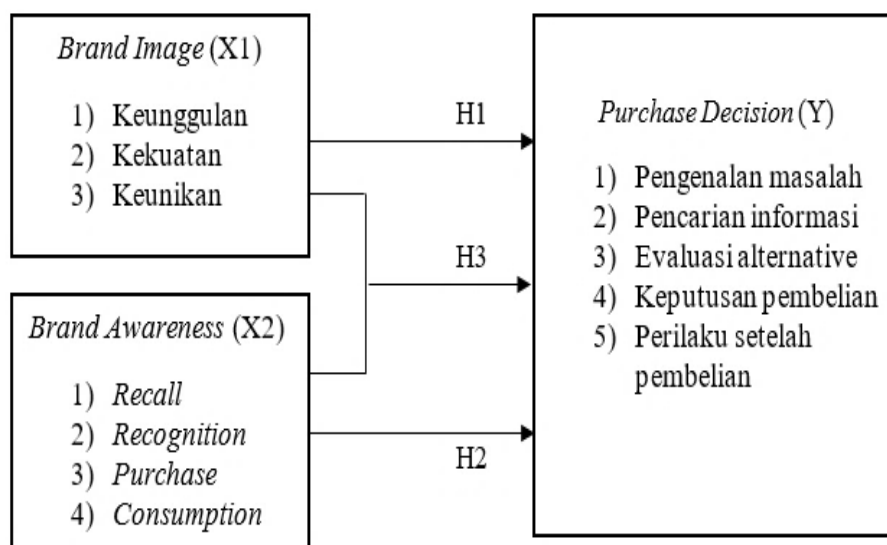 Brand Image (X1)
1) Keunggulan
2) Kekuatan
3) Keunikan
H1
H3
Brand Awareness (X2)
1) Recall
2) Recognition
3) Purchase
4) Consumption
H2
Purchase Decision (Y)
1) Pengenalan masalah
2) Pencarian informasi
3) Evaluasi alternative
4) Keputusan pembelian
5) Perilaku setelah
pembelian